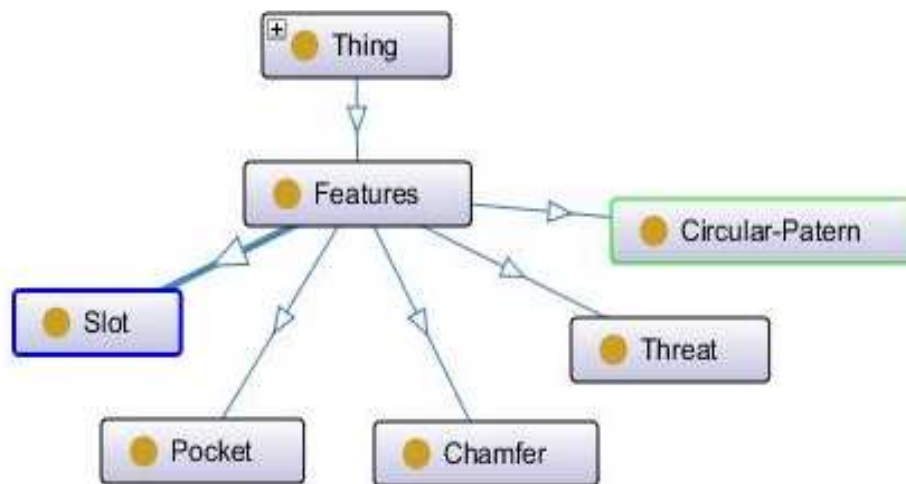 Thing
Features
Circular-Patern
Slot
Threat
Pocket
Chamfer